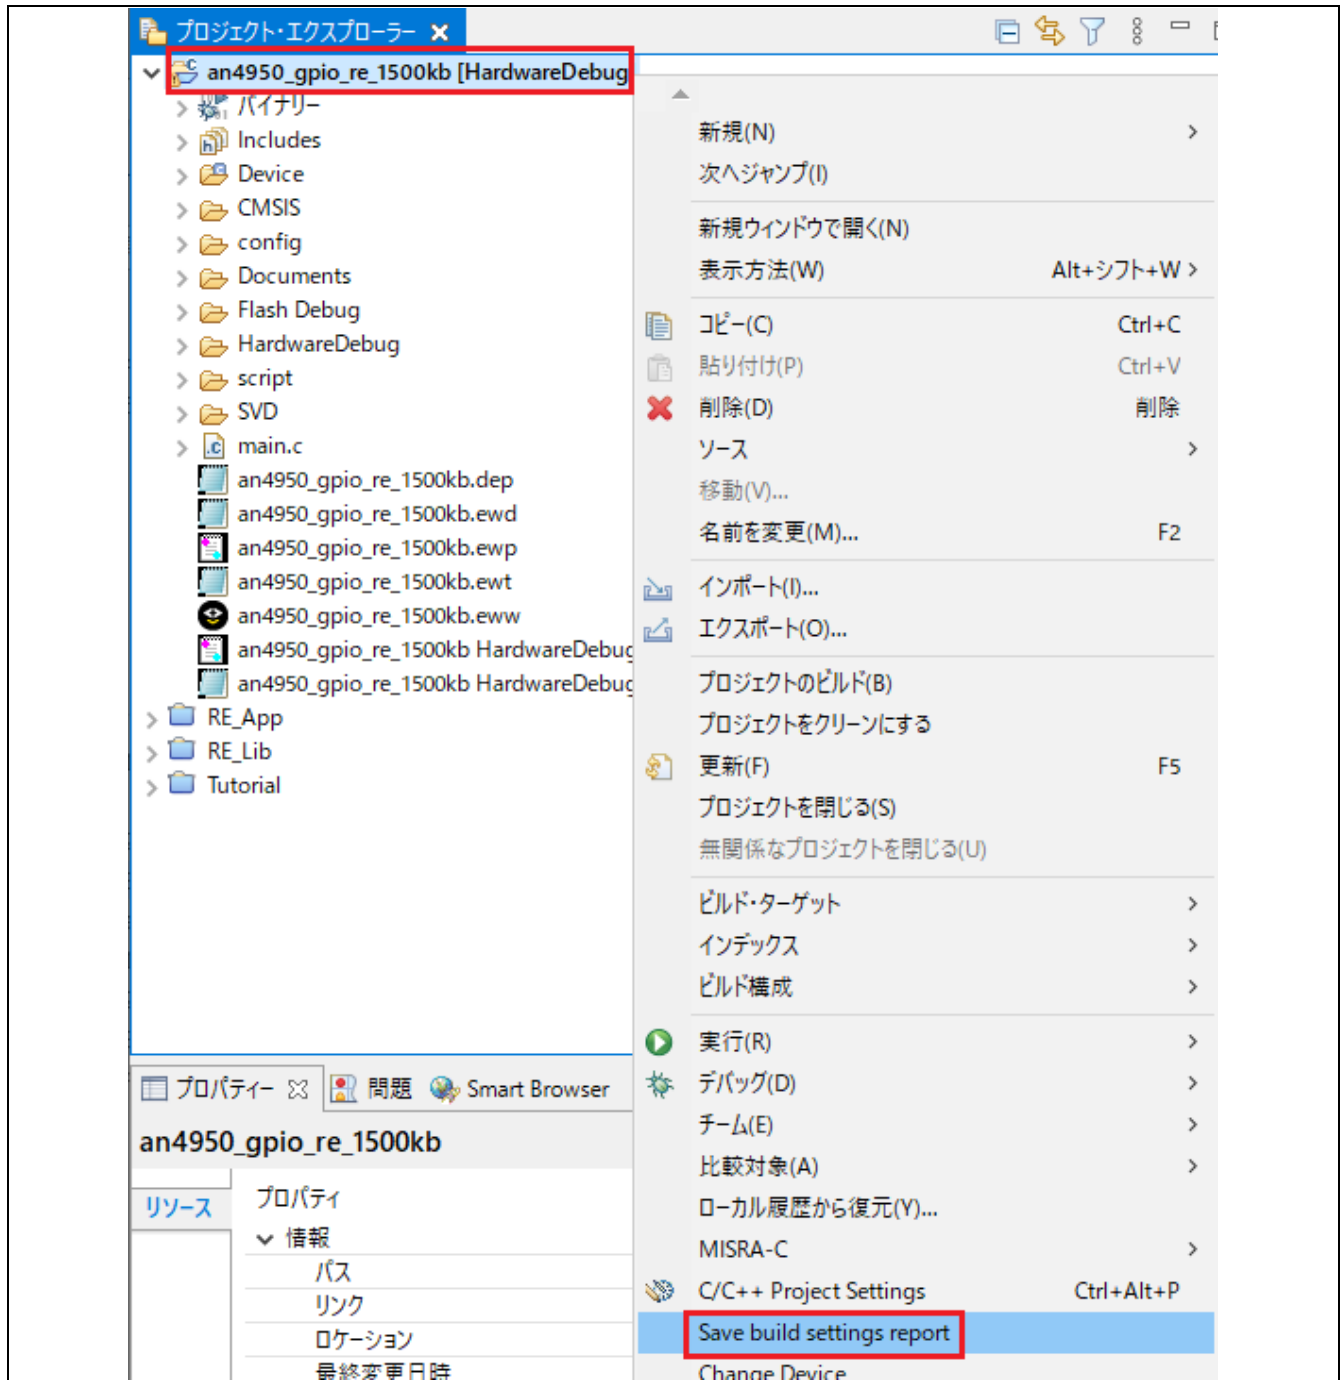 プロジェクト・エクスプローラー
an4950_gpio_re_1500kb [HardwareDebug
バイナリー
Includes
Device
CMSIS
config
Documents
Flash Debug
HardwareDebug
script
SVD
main.c
an4950_gpio_re_1500kb.dep
an4950_gpio_re_1500kb.ewd
an4950_gpio_re_1500kb.ewp
an4950_gpio_re_1500kb.ewt
an4950_gpio_re_1500kb.eww
an4950_gpio_re_1500kb HardwareDebug
an4950_gpio_re_1500kb HardwareDebug
RE_App
RE_Lib
Tutorial
新規(N)
次へジャンプ(I)
新規ウィンドウで開く(N)
表示方法(W) Alt+シフト+W
コピー(C) Ctrl+C
貼り付け(P) Ctrl+V
削除(D) 削除
ソース
移動(V)...
名前を変更(M)... F2
インポート(I)...
エクスポート(O)...
プロジェクトのビルド(B)
プロジェクトをクリーンにする
更新(F) F5
プロジェクトを閉じる(S)
無関係なプロジェクトを閉じる(U)
ビルド・ターゲット
インデックス
ビルド構成
実行(R)
デバッグ(D)
チーム(E)
比較対象(A)
ローカル履歴から復元(Y)...
MISRA-C
C/C++ Project Settings Ctrl+Alt+P
Save build settings report
Change Device
プロパティー 問題 Smart Browser
an4950_gpio_re_1500kb
リソース
プロパティ
情報
パス
リンク
ロケーション
最終変更日時